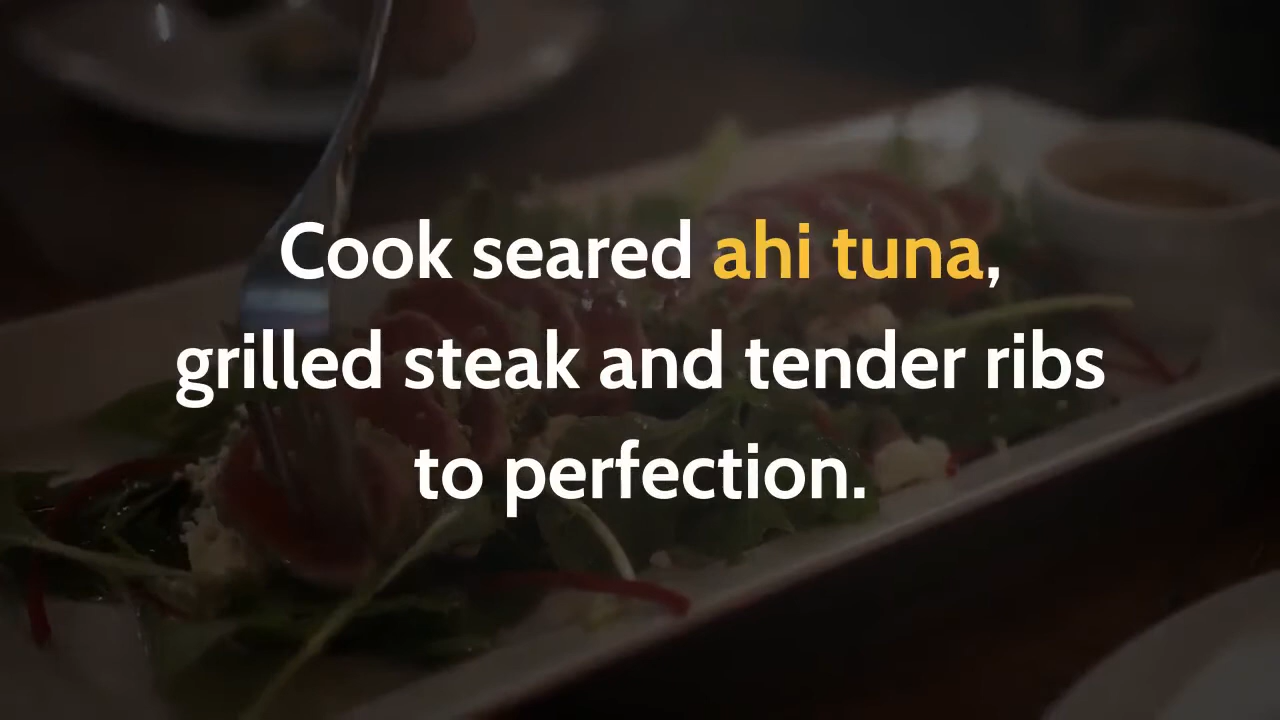 Cook seared ahi tuna,
grilled steak and tender ribs
to perfection.